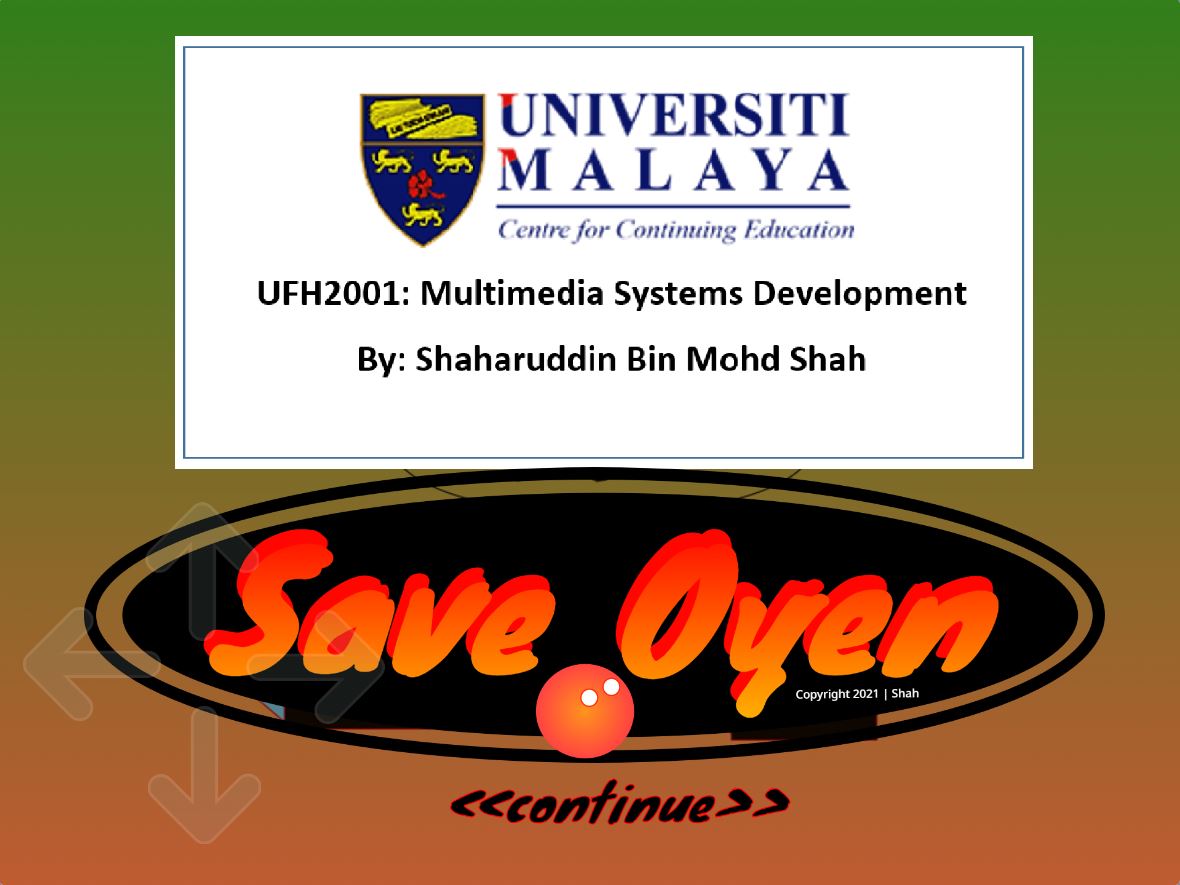 UNIVERSITI
MALAYA
Centre for Continuing Education
UFH2001: Multimedia Systems Development
By: Shaharuddin Bin Mohd Shah
Save Oyen
Copyright 2021 | Shah
<<continue>>